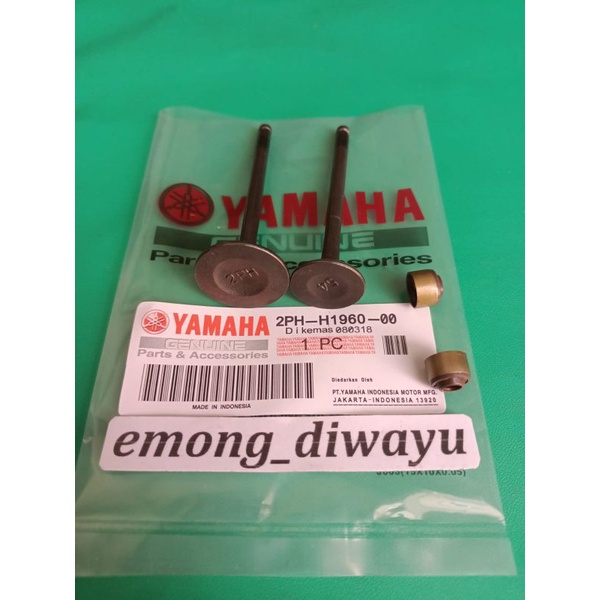 YAMAHA
GENUINE
Parts & Accessories
2PH
YAMAHA
GENUINE
Parts & Accessories
2PH-H1960-00
Dikemas 080318
1 PC
MADE IN INDONESIA
Diedarkan Oleh
PT.YAMAHA INDONESIA MOTOR MFG.
JAKARTA-INDONESIA 13920
emong_diwayu